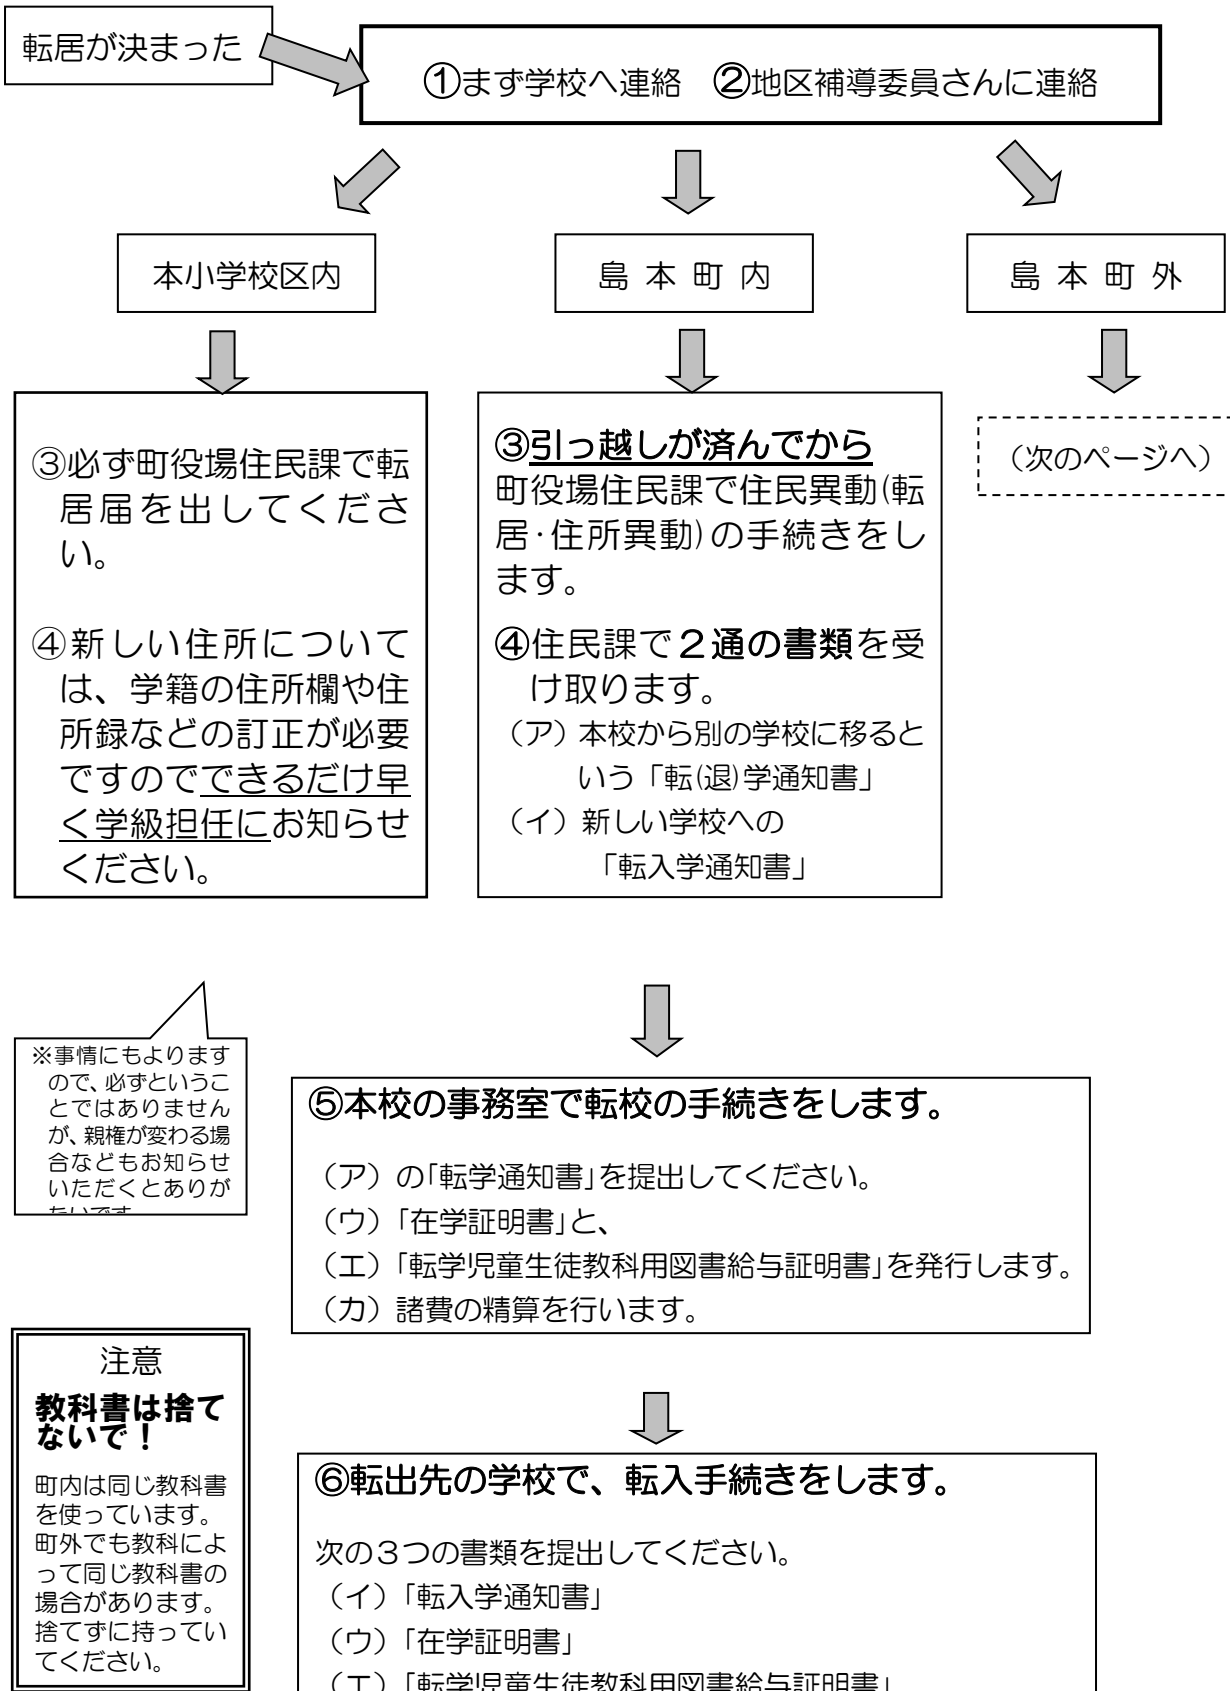 転居が決まった
①まず学校へ連絡　②地区補導委員さんに連絡
本小学校区内
島 本 町 内
島 本 町 外
③必ず町役場住民課で転
居届を出してくださ
い。
④新しい住所について
は、学籍の住所欄や住
所録などの訂正が必要
ですのでできるだけ早
く学級担任にお知らせ
ください。
③引っ越しが済んでから
町役場住民課で住民異動(転
居・住所異動)の手続きをし
ます。
④住民課で２通の書類を受
け取ります。
（ア）本校から別の学校に移ると
いう「転(退)学通知書」
（イ）新しい学校への
「転入学通知書」
（次のページへ）
※事情にもよります
ので、必ずというこ
とではありません
が、親権が変わる場
合などもお知らせ
いただくとありが
たいです
⑤本校の事務室で転校の手続きをします。
（ア）の「転学通知書」を提出してください。
（ウ）「在学証明書」と、
（エ）「転学児童生徒教科用図書給与証明書」を発行します。
（カ）諸費の精算を行います。
注意
教科書は捨て
ないで！
町内は同じ教科書
を使っています。
町外でも教科によ
って同じ教科書の
場合があります。
捨てずに持ってい
てください。
⑥転出先の学校で、転入手続きをします。
次の３つの書類を提出してください。
（イ）「転入学通知書」
（ウ）「在学証明書」
（エ）「転学児童生徒教科用図書給与証明書」